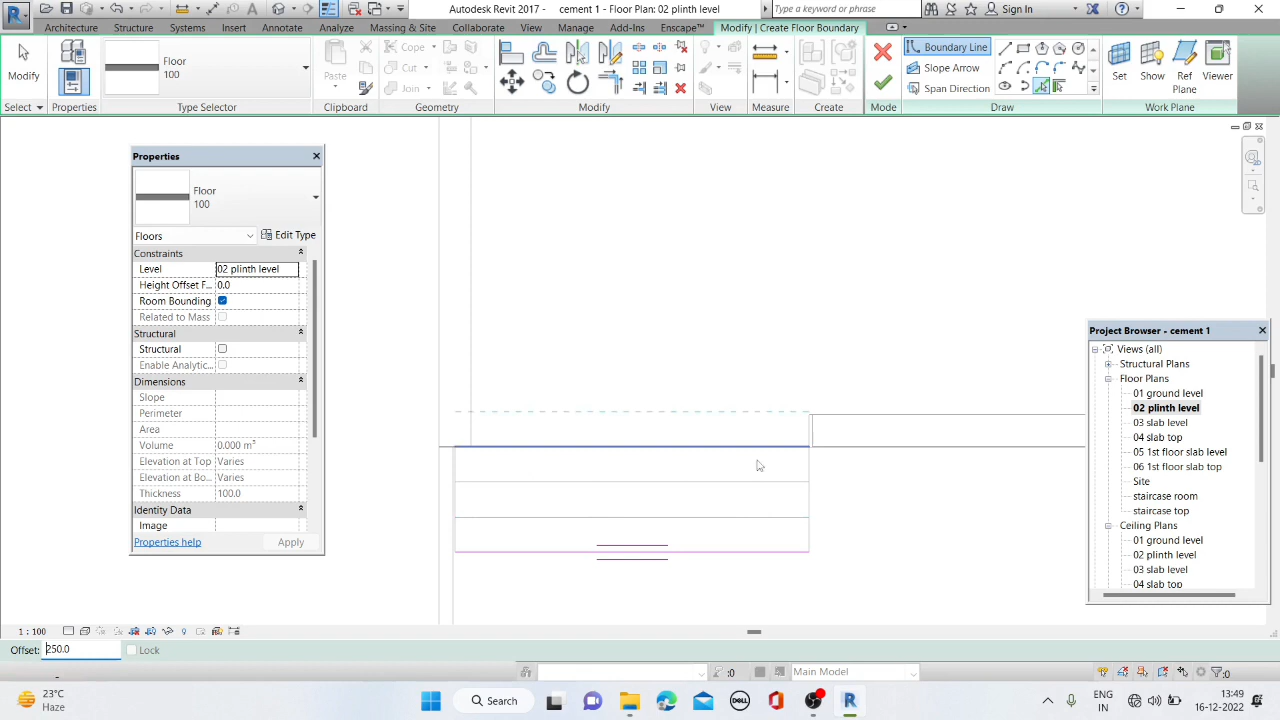 Autodesk Revit 2017 - cement 1 - Floor Plan: 02 plinth level
Type a keyword or phrase
Sign In
Architecture Structure Systems Insert Annotate Analyze Massing & Site Collaborate View Manage Add-Ins Enscape™ Modify | Create Floor Boundary
Modify
Select
Properties
Floor
100
Type Selector
Paste
Clipboard
Cope
Cut
Join
Geometry
Modify
View
Measure
Create
Mode
Boundary Line
Slope Arrow
Span Direction
Draw
Set
Show
Ref Plane
Viewer
Work Plane
Properties
Floor
100
Floors
Edit Type
Constraints
Level 02 plinth level
Height Offset F... 0.0
Room Bounding
Related to Mass
Structural
Structural
Enable Analytic...
Dimensions
Slope
Perimeter
Area
Volume 0.000 m³
Elevation at Top Varies
Elevation at Bo... Varies
Thickness 100.0
Identity Data
Image
Properties help
Apply
Project Browser - cement 1
Views (all)
Structural Plans
Floor Plans
01 ground level
02 plinth level
03 slab level
04 slab top
05 1st floor slab level
06 1st floor slab top
Site
staircase room
staircase top
Ceiling Plans
01 ground level
02 plinth level
03 slab level
04 slab top
1 : 100
Offset: 250.0
Lock
:0
Main Model
:0
23°C
Haze
Search
DELL
ENG
IN
13:49
16-12-2022